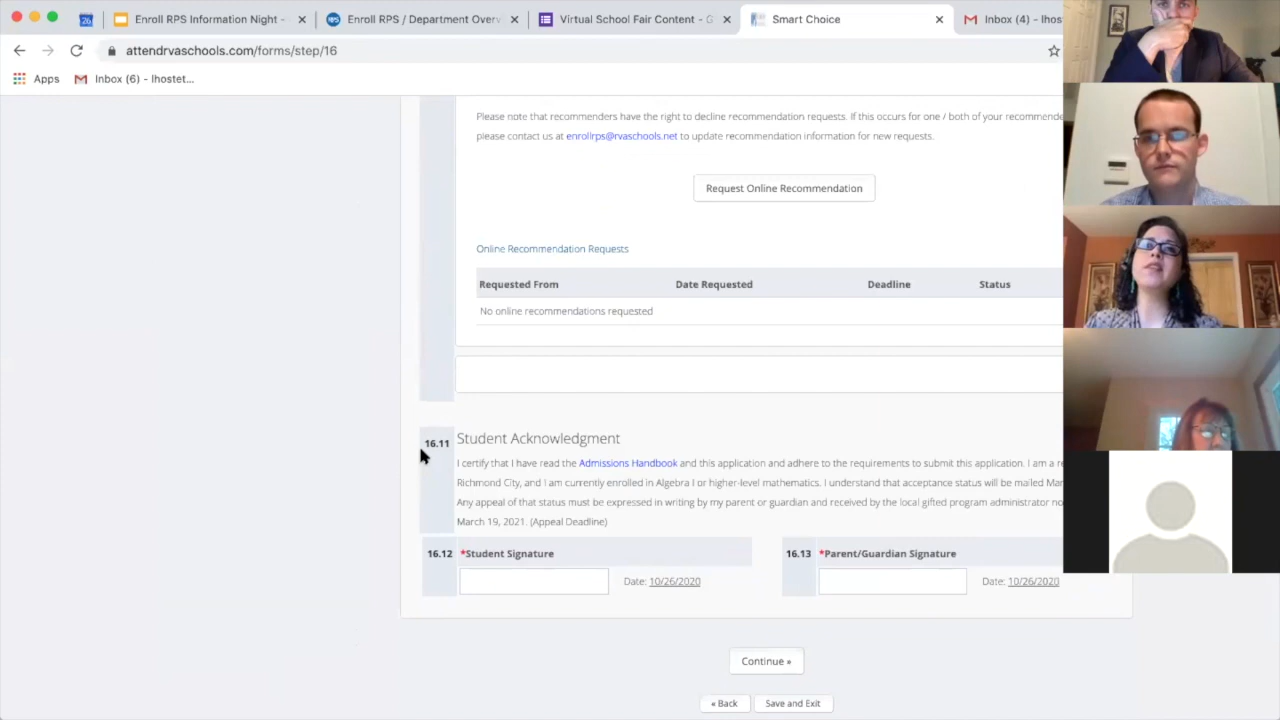 26
Enroll RPS Information Night -
Enroll RPS / Department Overv
Virtual School Fair Content - G
Smart Choice
Inbox (4) - lhos
attendrvaschools.com/forms/step/16
Apps
Inbox (6) - lhostet...
Please note that recommenders have the right to decline recommendation requests. If this occurs for one / both of your recommende
please contact us at enrollrps@rvaschools.net to update recommendation information for new requests.
Request Online Recommendation
Online Recommendation Requests
Requested From Date Requested Deadline Status
No online recommendations requested
16.11 Student Acknowledgment
I certify that I have read the Admissions Handbook and this application and adhere to the requirements to submit this application. I am a re
Richmond City, and I am currently enrolled in Algebra I or higher-level mathematics. I understand that acceptance status will be mailed Mar
Any appeal of that status must be expressed in writing by my parent or guardian and received by the local gifted program administrator no
March 19, 2021. (Appeal Deadline)
16.12 *Student Signature 16.13 *Parent/Guardian Signature
Date: 10/26/2020 Date: 10/26/2020
Continue »
« Back Save and Exit